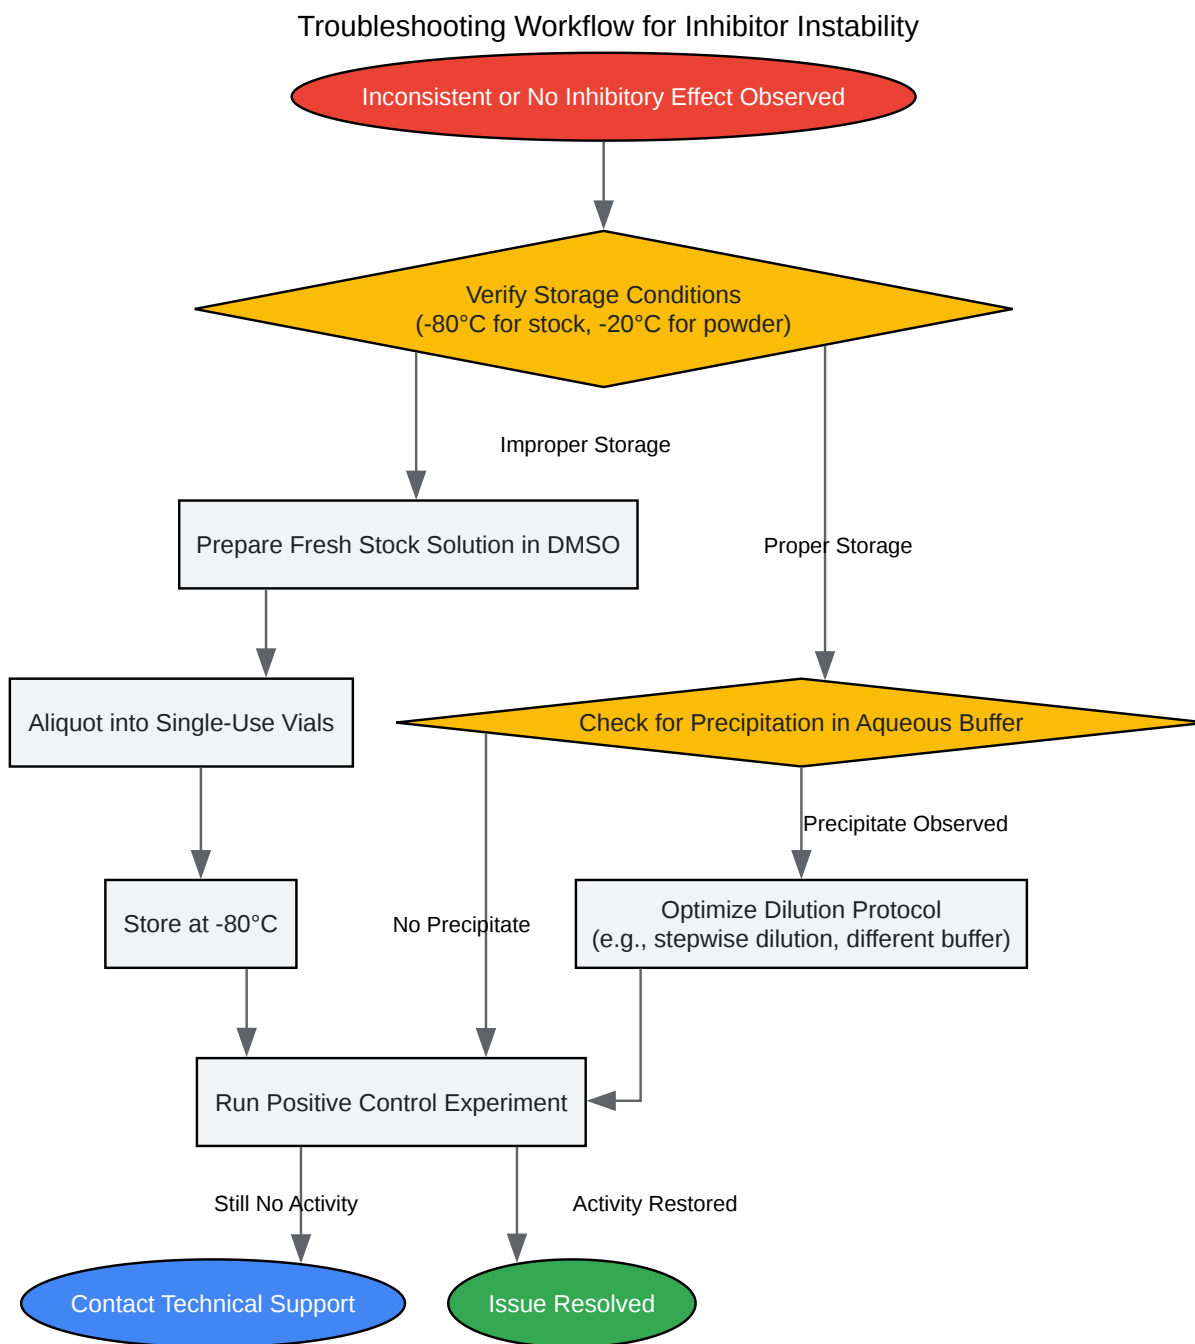 Troubleshooting Workflow for Inhibitor Instability
Inconsistent or No Inhibitory Effect Observed
Verify Storage Conditions
(-80°C for stock, -20°C for powder)
Improper Storage
Prepare Fresh Stock Solution in DMSO
Proper Storage
Aliquot into Single-Use Vials
Check for Precipitation in Aqueous Buffer
Precipitate Observed
Store at -80°C
No Precipitate
Optimize Dilution Protocol
(e.g., stepwise dilution, different buffer)
Run Positive Control Experiment
Still No Activity
Activity Restored
Contact Technical Support
Issue Resolved